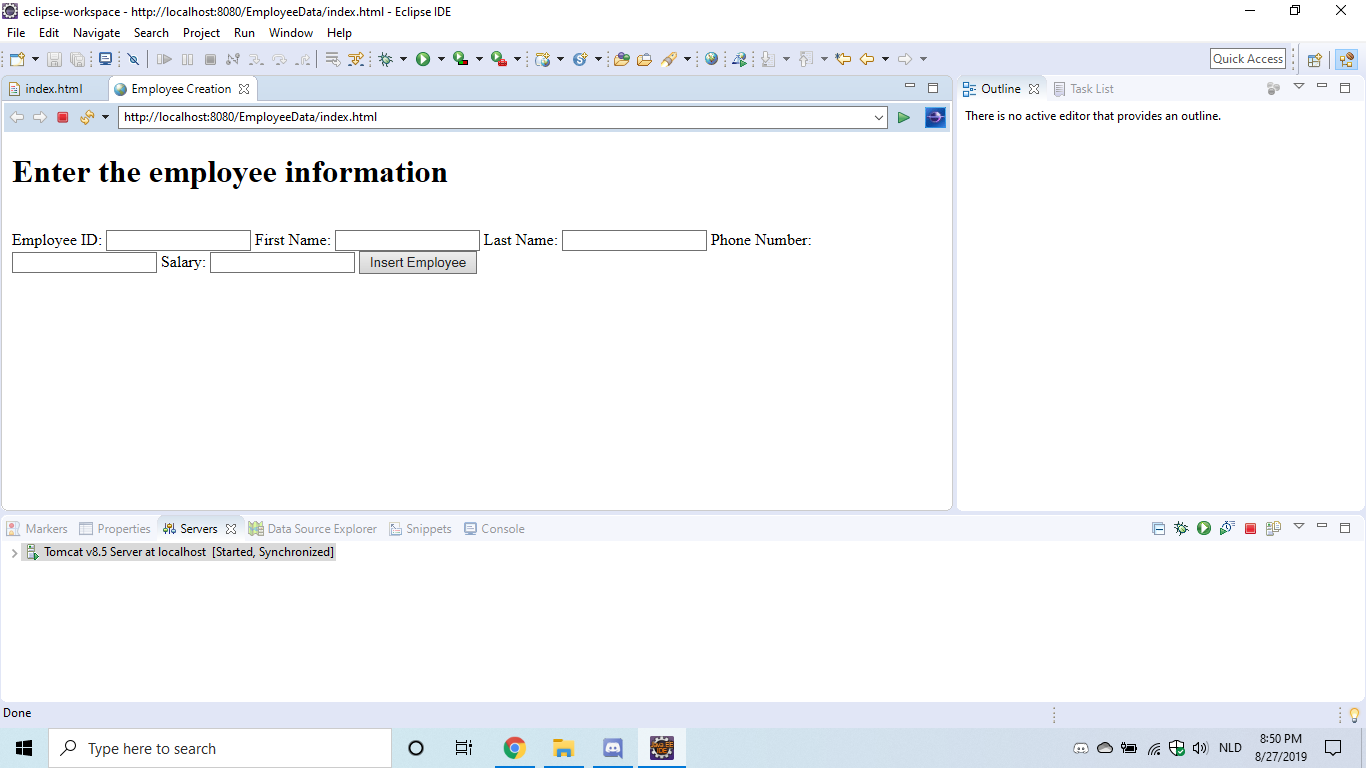 eclipse-workspace - http://localhost:8080/EmployeeData/index.html - Eclipse IDE
File Edit Navigate Search Project Run Window Help
Quick Access
index.html Employee Creation
http://localhost:8080/EmployeeData/index.html
Enter the employee information
Employee ID: First Name: Last Name: Phone Number:
Salary: Insert Employee
Outline Task List
There is no active editor that provides an outline.
Markers Properties Servers Data Source Explorer Snippets Console
Tomcat v8.5 Server at localhost [Started, Synchronized]
Done
Type here to search
NLD
8:50 PM
8/27/2019